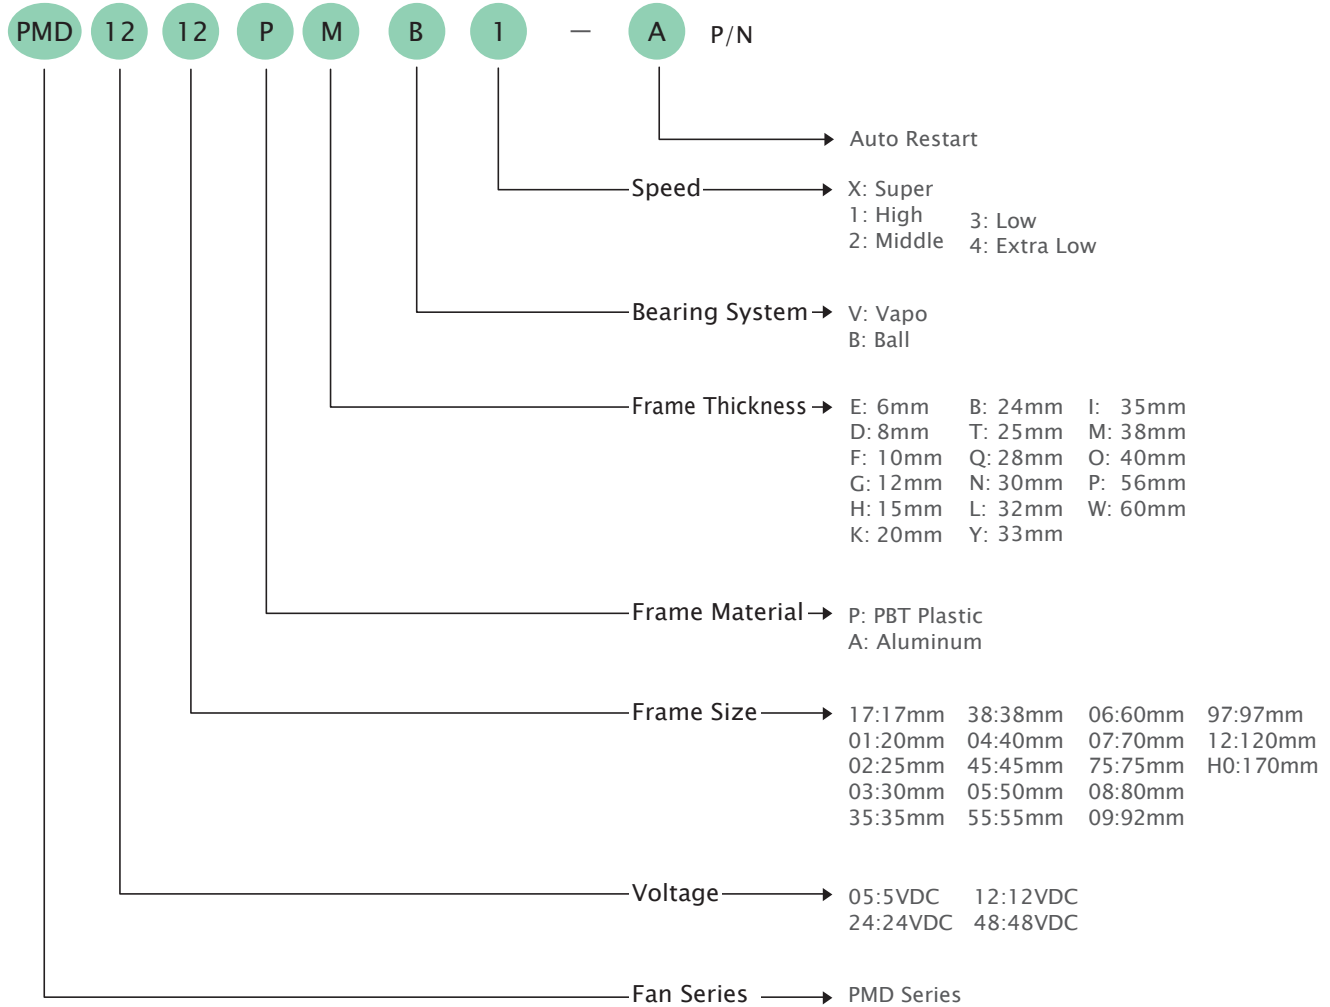 PMD 12 12 P M B 1 – A P/N
Auto Restart
Speed X: Super
1: High 3: Low
2: Middle 4: Extra Low
Bearing System V: Vapo
B: Ball
Frame Thickness E: 6mm B: 24mm I: 35mm
D: 8mm T: 25mm M: 38mm
F: 10mm Q: 28mm O: 40mm
G: 12mm N: 30mm P: 56mm
H: 15mm L: 32mm W: 60mm
K: 20mm Y: 33mm
Frame Material P: PBT Plastic
A: Aluminum
Frame Size 17:17mm 38:38mm 06:60mm 97:97mm
01:20mm 04:40mm 07:70mm 12:120mm
02:25mm 45:45mm 75:75mm H0:170mm
03:30mm 05:50mm 08:80mm
35:35mm 55:55mm 09:92mm
Voltage 05:5VDC 12:12VDC
24:24VDC 48:48VDC
Fan Series PMD Series